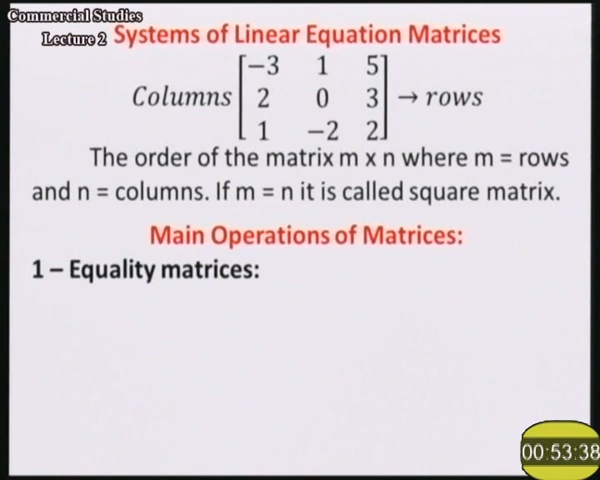 Commercial Studies
Lecture 2
Systems of Linear Equation Matrices
−3 1 5
Columns 2 0 3 → rows
1 −2 2
The order of the matrix m x n where m = rows
and n = columns. If m = n it is called square matrix.
Main Operations of Matrices:
1 – Equality matrices:
00:53:38